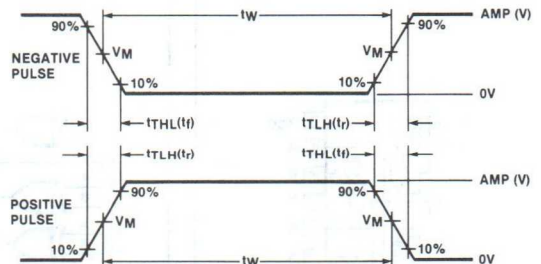 tW AMP (V)
90% 90%
NEGATIVE PULSE VM VM
10% 10%
0V
tTHL(tf) tTLH(tr)
tTLH(tr) tTHL(tf)
AMP (V)
90% 90%
POSITIVE PULSE VM VM
10% 10%
tW 0V